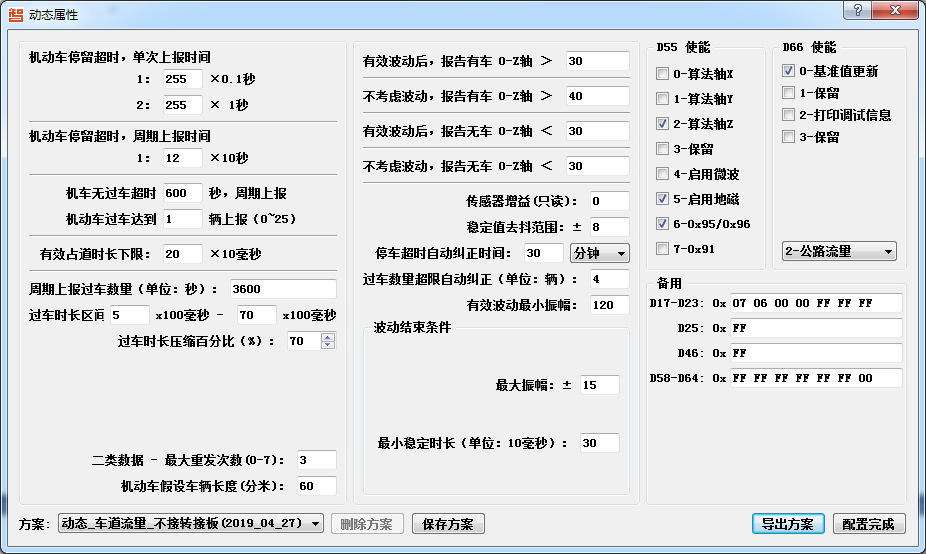 智 动态属性
机动车停留超时，单次上报时间
1： 255 ×0.1秒
2： 255 × 1秒
机动车停留超时，周期上报时间
1： 12 ×10秒
机车无过车超时 600 秒，周期上报
机动车过车达到 1 辆上报（0~25）
有效占道时长下限： 20 ×10毫秒
周期上报过车数量（单位：秒）： 3600
过车时长区间 5 x100毫秒 - 70 x100毫秒
过车时长压缩百分比（%）： 70
二类数据 - 最大重发次数(0-7)： 3
机动车假设车辆长度(分米)： 60
有效波动后，报告有车 0-Z轴 ＞ 30
不考虑波动，报告有车 0-Z轴 ＞ 40
有效波动后，报告无车 0-Z轴 ＜ 30
不考虑波动，报告无车 0-Z轴 ＜ 30
传感器增益(只读)： 0
稳定值去抖范围：± 8
停车超时自动纠正时间： 30 分钟
过车数量超限自动纠正（单位：辆）： 4
有效波动最小振幅： 120
波动结束条件
最大振幅：± 15
最小稳定时长（单位：10毫秒）： 30
D55 使能
0-算法轴X
1-算法轴Y
2-算法轴Z
3-保留
4-启用微波
5-启用地磁
6-0x95/0x96
7-0x91
D66 使能
0-基准值更新
1-保留
2-打印调试信息
3-保留
2-公路流量
备用
D17-D23: 0x 07 06 00 00 FF FF FF
D25: 0x FF
D46: 0x FF
D58-D64: 0x FF FF FF FF FF FF 00
方案： 动态_车道流量_不接转接板(2019_04_27) 删除方案 保存方案 导出方案 配置完成